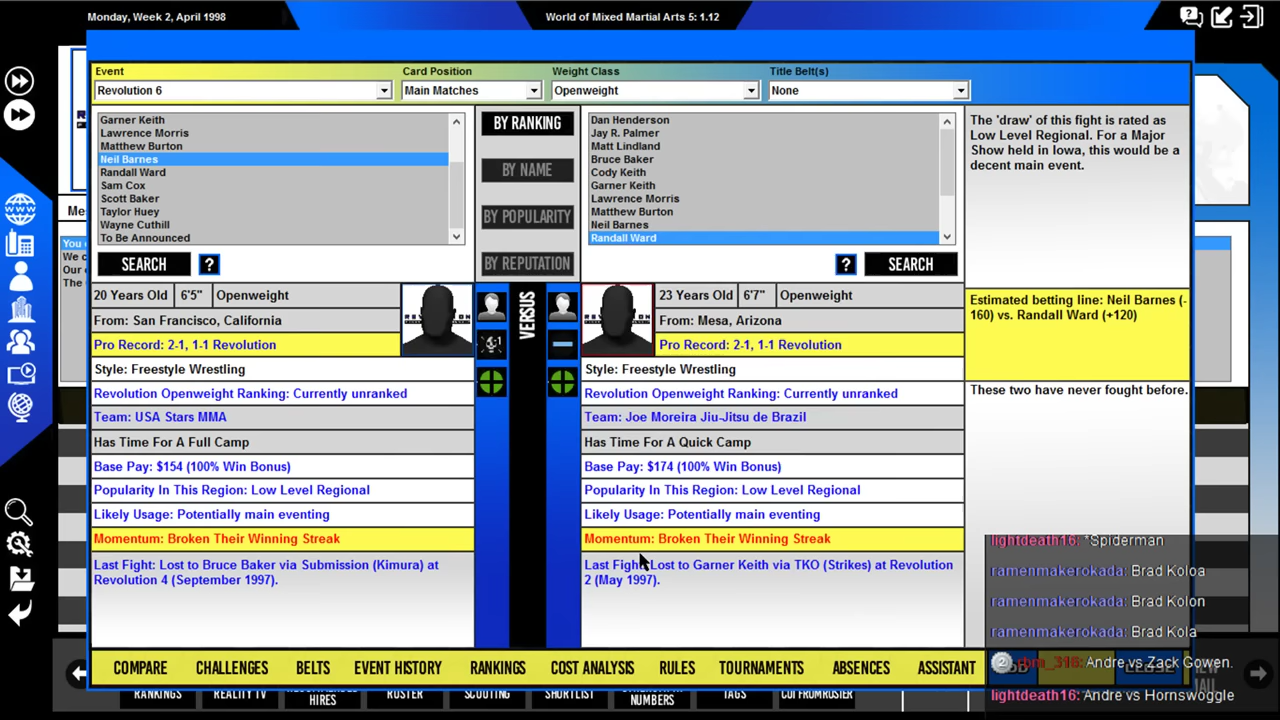 Monday, Week 2, April 1998
World of Mixed Martial Arts 5: 1.12
Event
Card Position
Weight Class
Title Belt(s)
Revolution 6
Main Matches
Openweight
None
Garner Keith
Lawrence Morris
Matthew Burton
Neil Barnes
Randall Ward
Sam Cox
Scott Baker
Taylor Huey
Wayne Cuthill
To Be Announced
BY RANKING
BY NAME
BY POPULARITY
BY REPUTATION
Dan Henderson
Jay R. Palmer
Matt Lindland
Bruce Baker
Cody Keith
Garner Keith
Lawrence Morris
Matthew Burton
Neil Barnes
Randall Ward
SEARCH
?
?
SEARCH
The 'draw' of this fight is rated as
Low Level Regional. For a Major
Show held in Iowa, this would be a
decent main event.
Estimated betting line: Neil Barnes (-
160) vs. Randall Ward (+120)
These two have never fought before.
20 Years Old
6'5"
Openweight
From: San Francisco, California
Pro Record: 2-1, 1-1 Revolution
Style: Freestyle Wrestling
Revolution Openweight Ranking: Currently unranked
Team: USA Stars MMA
Has Time For A Full Camp
Base Pay: $154 (100% Win Bonus)
Popularity In This Region: Low Level Regional
Likely Usage: Potentially main eventing
Momentum: Broken Their Winning Streak
Last Fight: Lost to Bruce Baker via Submission (Kimura) at
Revolution 4 (September 1997).
VERSUS
23 Years Old
6'7"
Openweight
From: Mesa, Arizona
Pro Record: 2-1, 1-1 Revolution
Style: Freestyle Wrestling
Revolution Openweight Ranking: Currently unranked
Team: Joe Moreira Jiu-Jitsu de Brazil
Has Time For A Quick Camp
Base Pay: $174 (100% Win Bonus)
Popularity In This Region: Low Level Regional
Likely Usage: Potentially main eventing
Momentum: Broken Their Winning Streak
Last Fight: Lost to Garner Keith via TKO (Strikes) at Revolution
2 (May 1997).
lightdeath16: *Spiderman
ramenmakerokada: Brad Koloa
ramenmakerokada: Brad Kolon
ramenmakerokada: Brad Kola
Andre vs Zack Gowen.
lightdeath16: Andre vs Hornswoggle
COMPARE
CHALLENGES
BELTS
EVENT HISTORY
RANKINGS
COST ANALYSIS
RULES
TOURNAMENTS
ABSENCES
ASSISTANT
RANKINGS
REALITY TV
HIRES
ROSTER
SCOUTING
SHORTLIST
NUMBERS
TAGS